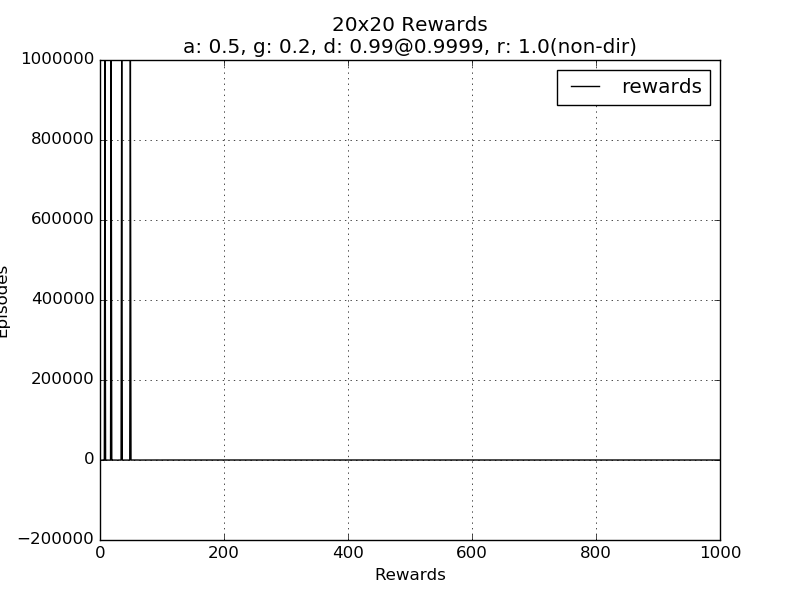 20x20 Rewards
a: 0.5, g: 0.2, d: 0.99@0.9999, r: 1.0(non-dir)
rewards
1000000
800000
600000
400000
200000
0
−200000
Episodes
0 200 400 600 800 1000
Rewards